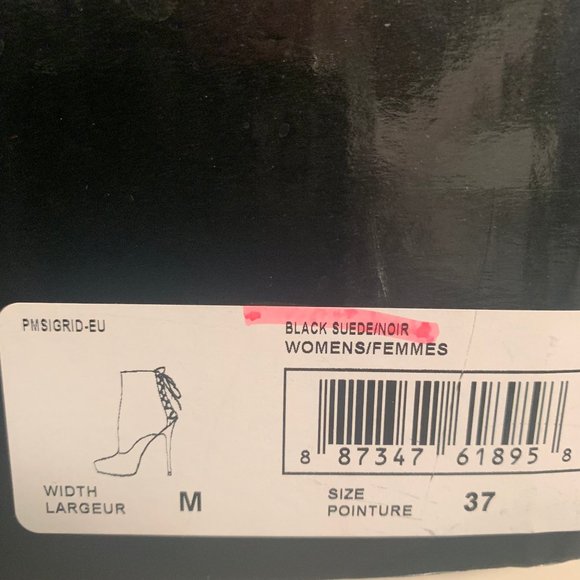 PMSIGRID-EU
BLACK SUEDE/NOIR
WOMENS/FEMMES
8 87347 61895 8
WIDTH
LARGEUR
M
SIZE
POINTURE
37